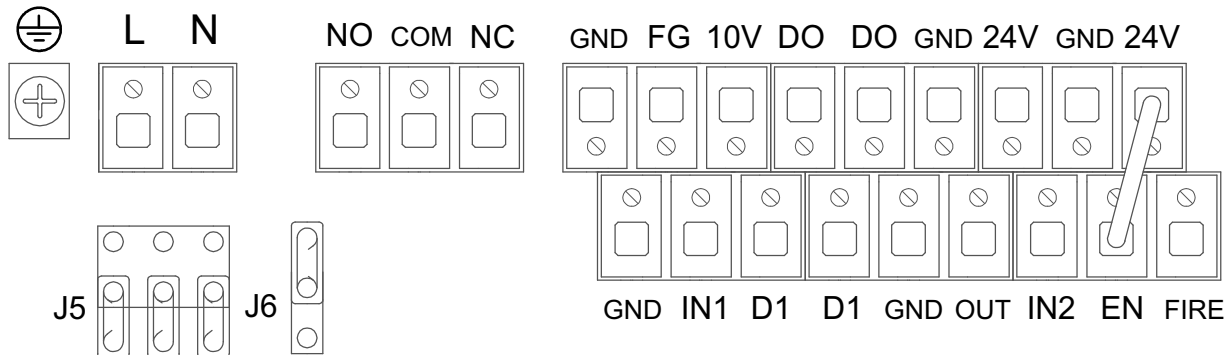 L N NO COM NC GND FG 10V DO DO GND 24V GND 24V
J5 J6 GND IN1 D1 D1 GND OUT IN2 EN FIRE